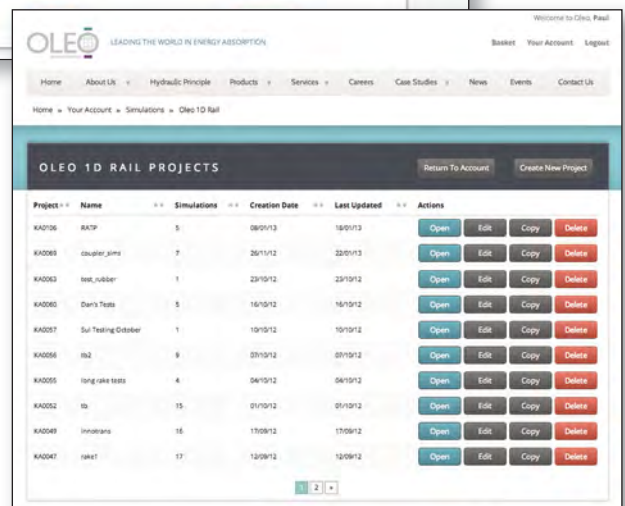 Welcome to Oleo, Paul
OLEO LEADING THE WORLD IN ENERGY ABSORPTION
Basket Your Account Logout
Home About Us Hydraulic Principle Products Services Careers Case Studies News Events Contact Us
Home » Your Account » Simulations » Oleo 1D Rail
OLEO 1D RAIL PROJECTS Return To Account Create New Project
Project Name Simulations Creation Date Last Updated Actions
KA0106 RATP 5 08/01/13 18/01/13 Open Edit Copy Delete
KA0069 coupler_sims 7 26/11/12 22/01/13 Open Edit Copy Delete
KA0063 test_rubber 1 23/10/12 23/10/12 Open Edit Copy Delete
KA0060 Dan's Tests 5 16/10/12 16/10/12 Open Edit Copy Delete
KA0057 Sul Testing October 1 10/10/12 10/10/12 Open Edit Copy Delete
KA0056 tb2 9 07/10/12 07/10/12 Open Edit Copy Delete
KA0055 long rake tests 4 04/10/12 04/10/12 Open Edit Copy Delete
KA0052 tb 15 01/10/12 01/10/12 Open Edit Copy Delete
KA0049 innotrans 16 17/09/12 17/09/12 Open Edit Copy Delete
KA0047 rake1 17 12/09/12 12/09/12 Open Edit Copy Delete
1 2 »